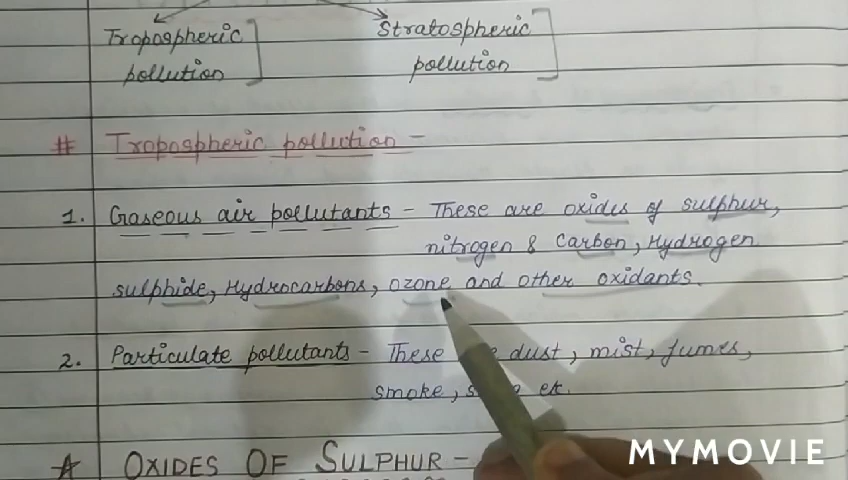 Tropospheric Stratospheric
pollution pollution
# Tropospheric pollution -
1. Gaseous air pollutants - These are oxides of sulphur,
nitrogen & Carbon, Hydrogen
sulphide, Hydrocarbons, ozone and other oxidants.
2. Particulate pollutants - These dust, mist, fumes,
smoke, etc.
A OXIDES OF SULPHUR -
MYMOVIE